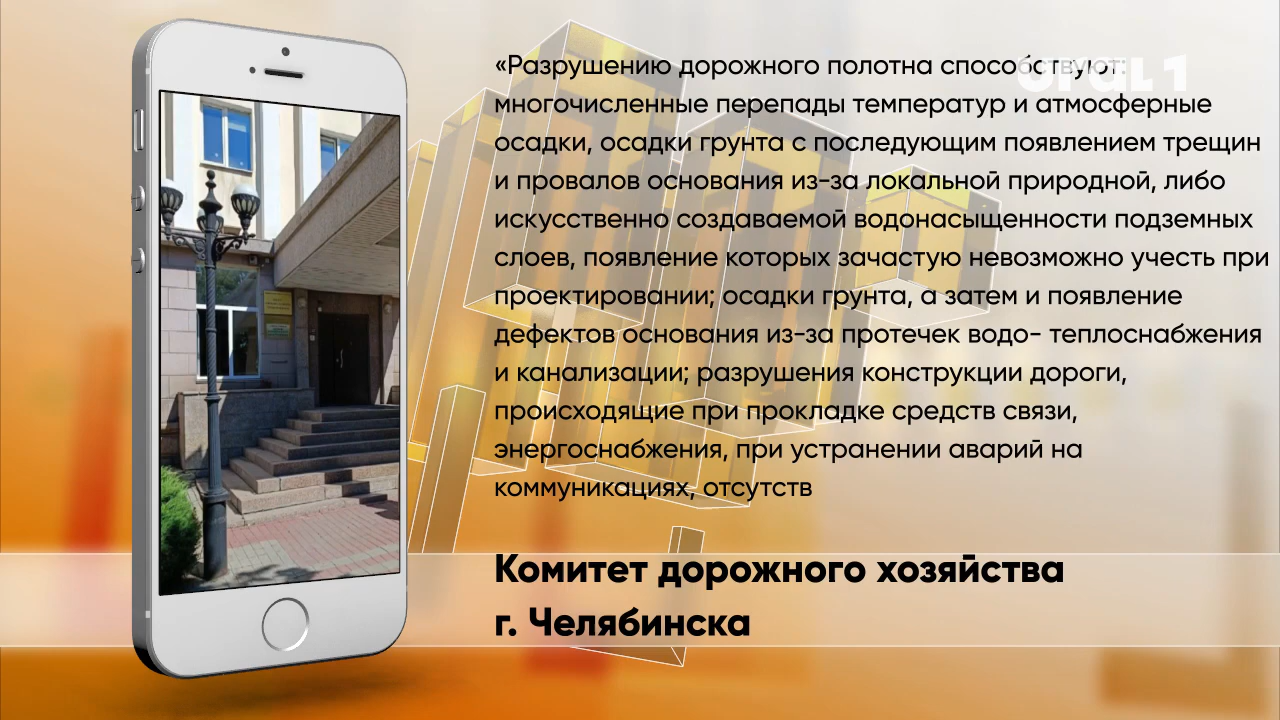 «Разрушению дорожного полотна способствуют:
многочисленные перепады температур и атмосферные
осадки, осадки грунта с последующим появлением трещин
и провалов основания из-за локальной природной, либо
искусственно создаваемой водонасыщенности подземных
слоев, появление которых зачастую невозможно учесть при
проектировании; осадки грунта, а затем и появление
дефектов основания из-за протечек водо- теплоснабжения
и канализации; разрушения конструкции дороги,
происходящие при прокладке средств связи,
энергоснабжения, при устранении аварий на
коммуникациях, отсутств
Комитет дорожного хозяйства
г. Челябинска